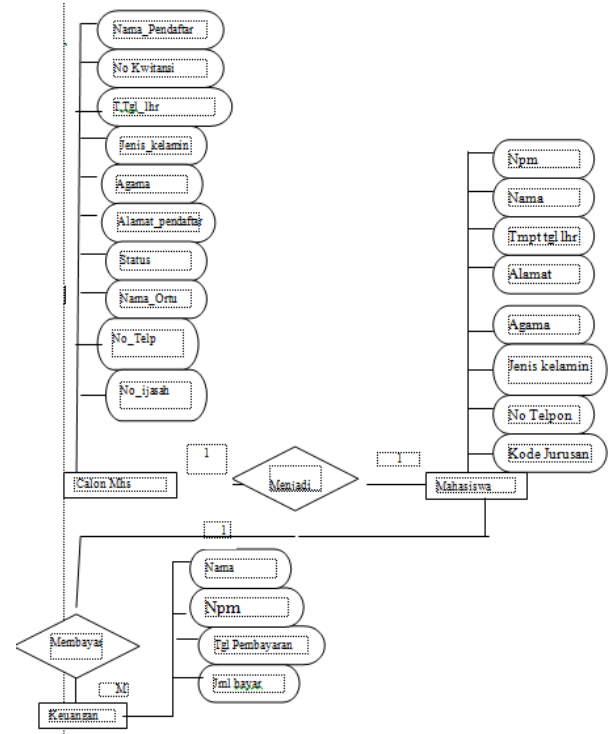 Nama_Pendaftar
No Kwitansi
T.Tgl_lhr
Jenis_kelamin
Agama
Alamat_pendaftar
Status
Nama_Ortu
No_Telp
No_ijasah
Npm
Nama
Tmpt tgl lhr
Alamat
Agama
Jenis kelamin
No Telpon
Kode Jurusan
1
1
Calon Mhs
Menjadi
Mahasiswa
1
Nama
Npm
Tgl Pembayaran
Jml bayar
Membayar
M
Keuangan